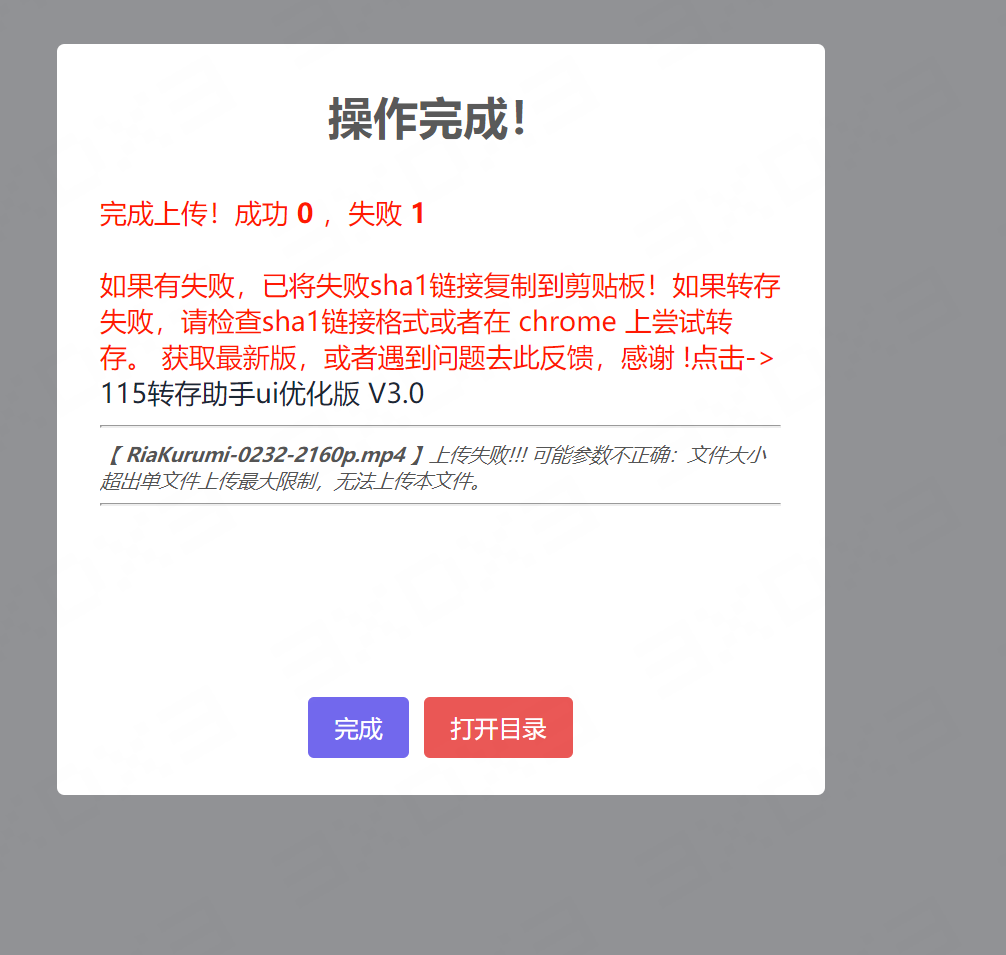 操作完成！
完成上传！成功 0 ，失败 1
如果有失败，已将失败sha1链接复制到剪贴板！如果转存
失败，请检查sha1链接格式或者在 chrome 上尝试转
存。 获取最新版，或者遇到问题去此反馈，感谢 !点击->
115转存助手ui优化版 V3.0
【 RiaKurumi-0232-2160p.mp4 】上传失败!!! 可能参数不正确：文件大小
超出单文件上传最大限制，无法上传本文件。
完成 打开目录